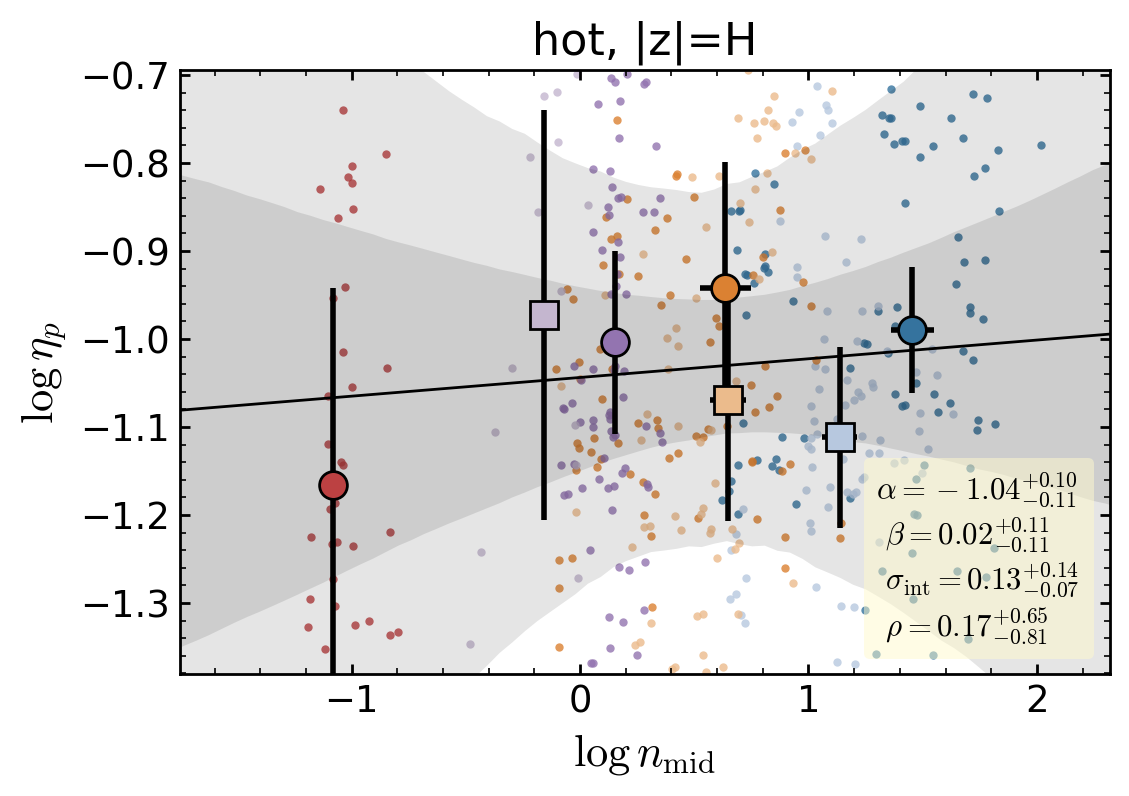 hot, |z|=H
−0.7
−0.8
−0.9
−1.0
−1.1
−1.2
−1.3
log η_p
α = − 1.04^{+0.10}_{−0.11}
β = 0.02^{+0.11}_{−0.11}
σ_int = 0.13^{+0.14}_{−0.07}
ρ = 0.17^{+0.65}_{−0.81}
−1 0 1 2
log n_mid